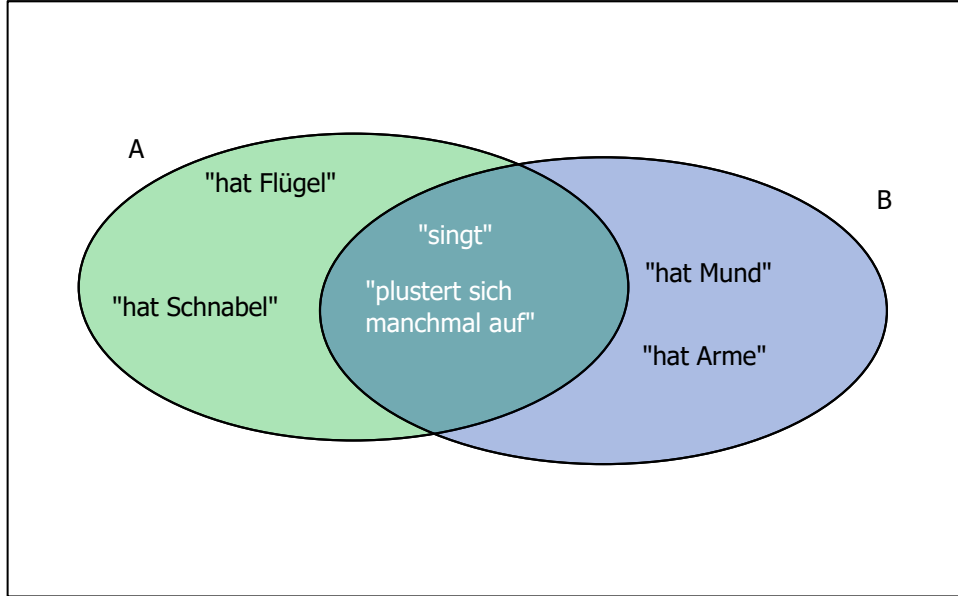 A
"hat Flügel"
B
"singt"
"hat Mund"
"plustert sich
manchmal auf"
"hat Schnabel"
"hat Arme"